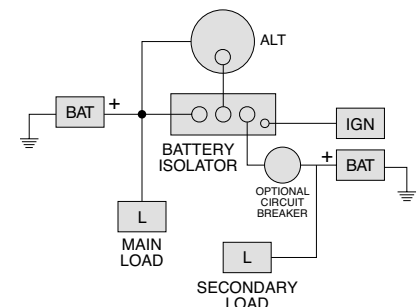 ALT
BAT
+
IGN
BATTERY
ISOLATOR
+
BAT
OPTIONAL
CIRCUIT
BREAKER
L
MAIN
LOAD
L
SECONDARY
LOAD